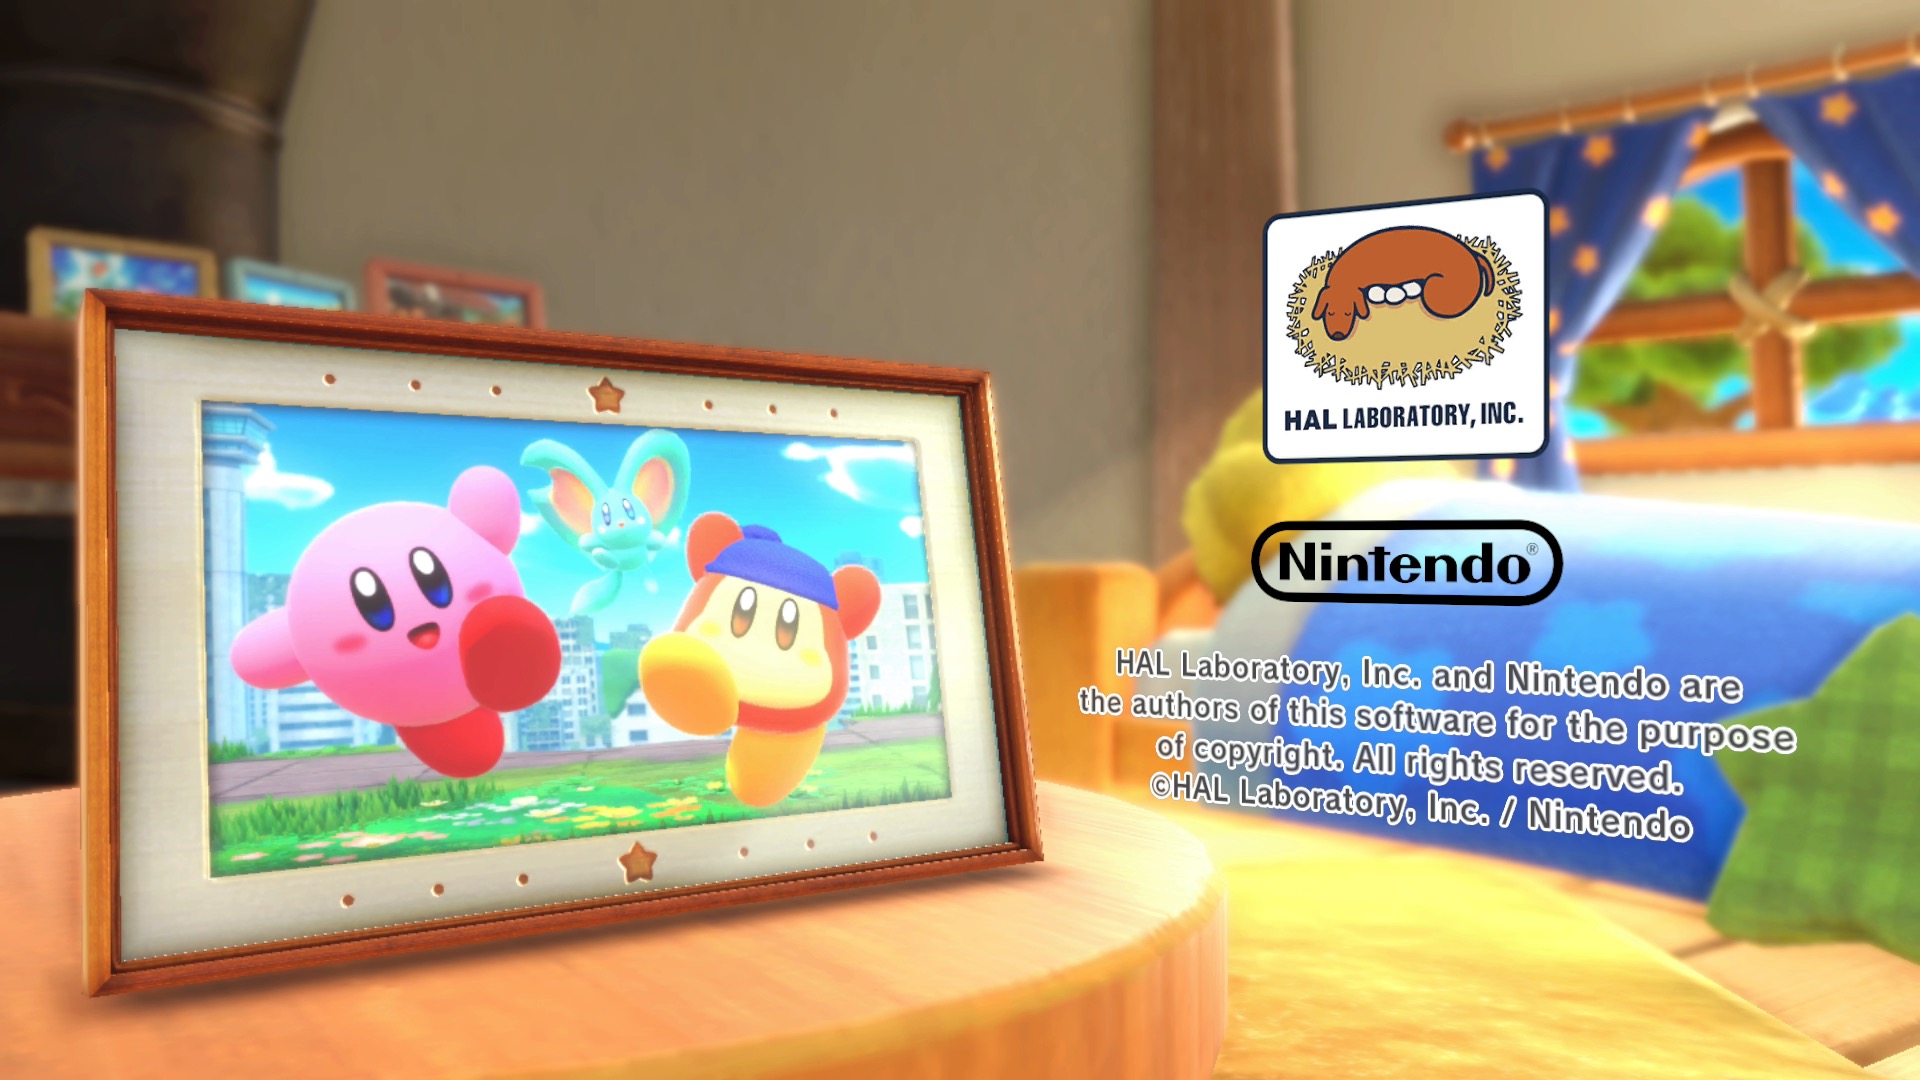 HAL LABORATORY, INC.
Nintendo®
HAL Laboratory, Inc. and Nintendo are
the authors of this software for the purpose
of copyright. All rights reserved.
©HAL Laboratory, Inc. / Nintendo